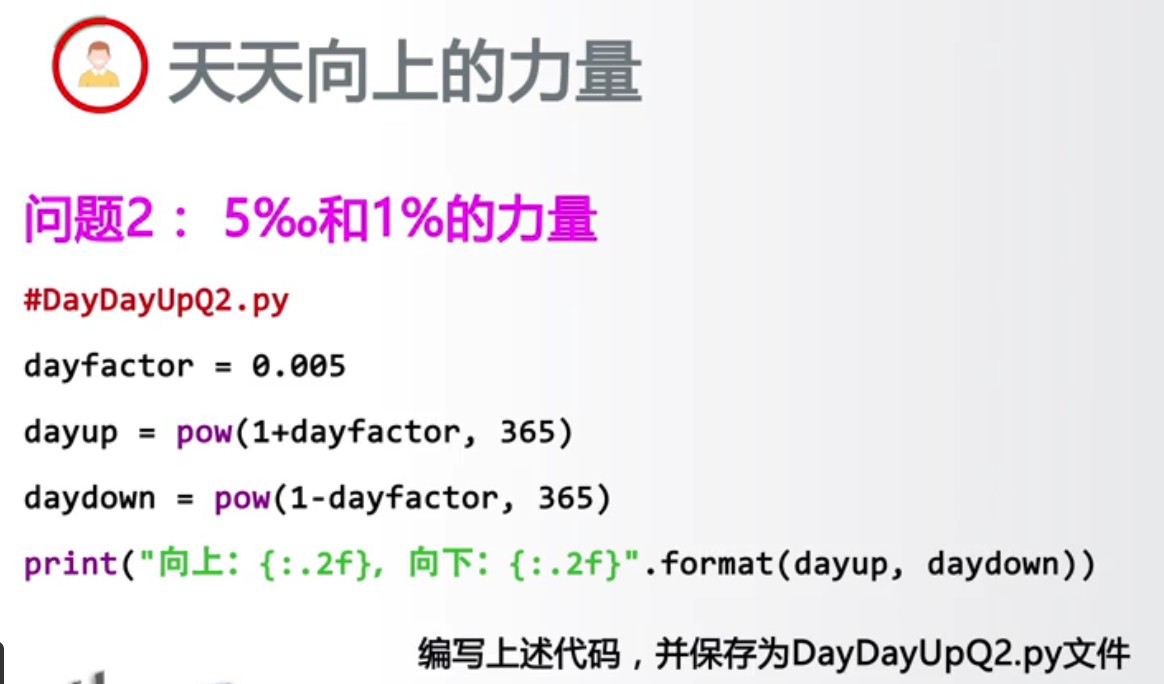 天天向上的力量
问题2： 5‰和1%的力量
#DayDayUpQ2.py
dayfactor = 0.005
dayup = pow(1+dayfactor, 365)
daydown = pow(1-dayfactor, 365)
print("向上：{:.2f}, 向下：{:.2f}".format(dayup, daydown))
编写上述代码，并保存为DayDayUpQ2.py文件